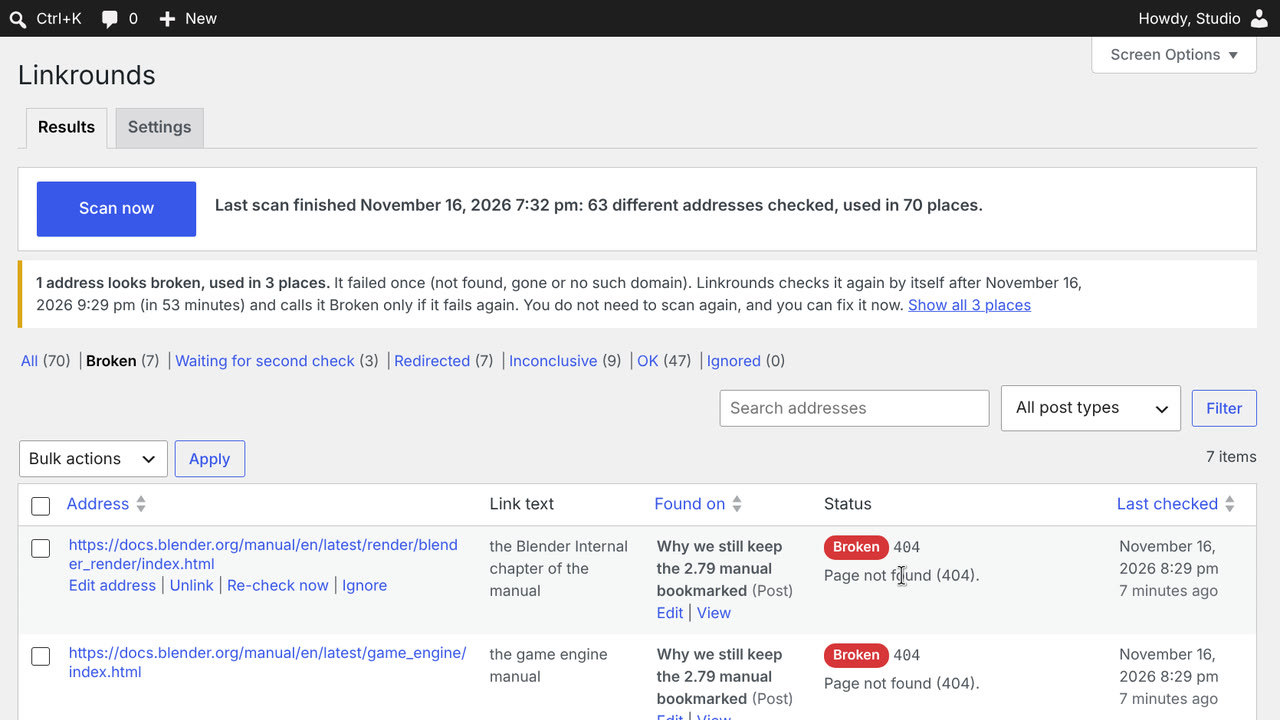 Ctrl+K 0 New Howdy, Studio
Screen Options
Linkrounds
Results Settings
Scan now Last scan finished November 16, 2026 7:32 pm: 63 different addresses checked, used in 70 places.
1 address looks broken, used in 3 places. It failed once (not found, gone or no such domain). Linkrounds checks it again by itself after November 16,
2026 9:29 pm (in 53 minutes) and calls it Broken only if it fails again. You do not need to scan again, and you can fix it now. Show all 3 places
All (70) | Broken (7) | Waiting for second check (3) | Redirected (7) | Inconclusive (9) | OK (47) | Ignored (0)
Search addresses All post types Filter
Bulk actions Apply 7 items
Address Link text Found on Status Last checked
https://docs.blender.org/manual/en/latest/render/blend
er_render/index.html
Edit address | Unlink | Re-check now | Ignore
the Blender Internal
chapter of the
manual
Why we still keep
the 2.79 manual
bookmarked (Post)
Edit | View
Broken 404
Page not found (404).
November 16,
2026 8:29 pm
7 minutes ago
https://docs.blender.org/manual/en/latest/game_engine/
index.html
the game engine
manual
Why we still keep
the 2.79 manual
bookmarked (Post)
Edit | View
Broken 404
Page not found (404).
November 16,
2026 8:29 pm
7 minutes ago